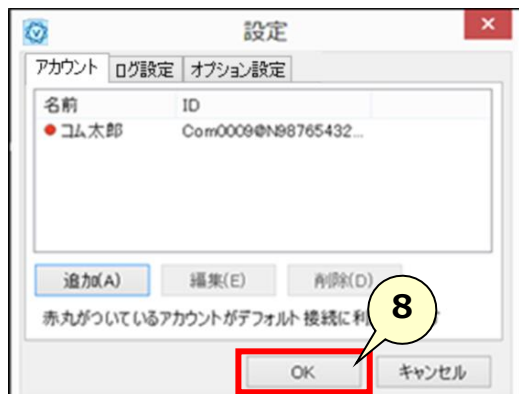 設定
アカウント ログ設定 オプション設定
名前 ID
コム太郎 Com0009@N98765432...
追加(A) 編集(E) 削除(D)
赤丸がついているアカウントがデフォルト接続に利
8
OK キャンセル